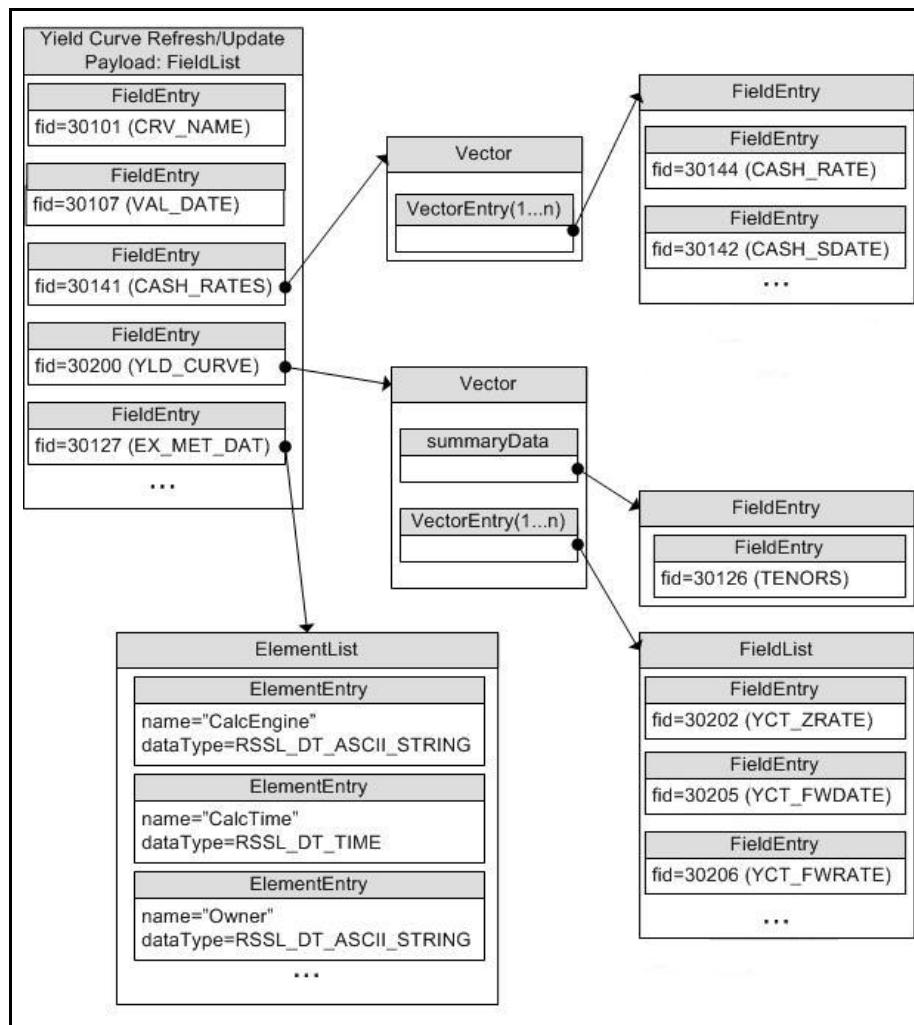 Yield Curve Refresh/Update
Payload: FieldList
FieldEntry
fid=30101 (CRV_NAME)
FieldEntry
fid=30107 (VAL_DATE)
FieldEntry
fid=30141 (CASH_RATES)
FieldEntry
fid=30200 (YLD_CURVE)
FieldEntry
fid=30127 (EX_MET_DAT)
...
Vector
VectorEntry(1...n)
FieldEntry
FieldEntry
fid=30144 (CASH_RATE)
FieldEntry
fid=30142 (CASH_SDATE)
...
Vector
summaryData
VectorEntry(1...n)
FieldEntry
FieldEntry
fid=30126 (TENORS)
FieldList
FieldEntry
fid=30202 (YCT_ZRATE)
FieldEntry
fid=30205 (YCT_FWDATE)
FieldEntry
fid=30206 (YCT_FWRATE)
...
ElementList
ElementEntry
name="CalcEngine"
dataType=RSSL_DT_ASCII_STRING
ElementEntry
name="CalcTime"
dataType=RSSL_DT_TIME
ElementEntry
name="Owner"
dataType=RSSL_DT_ASCII_STRING
...